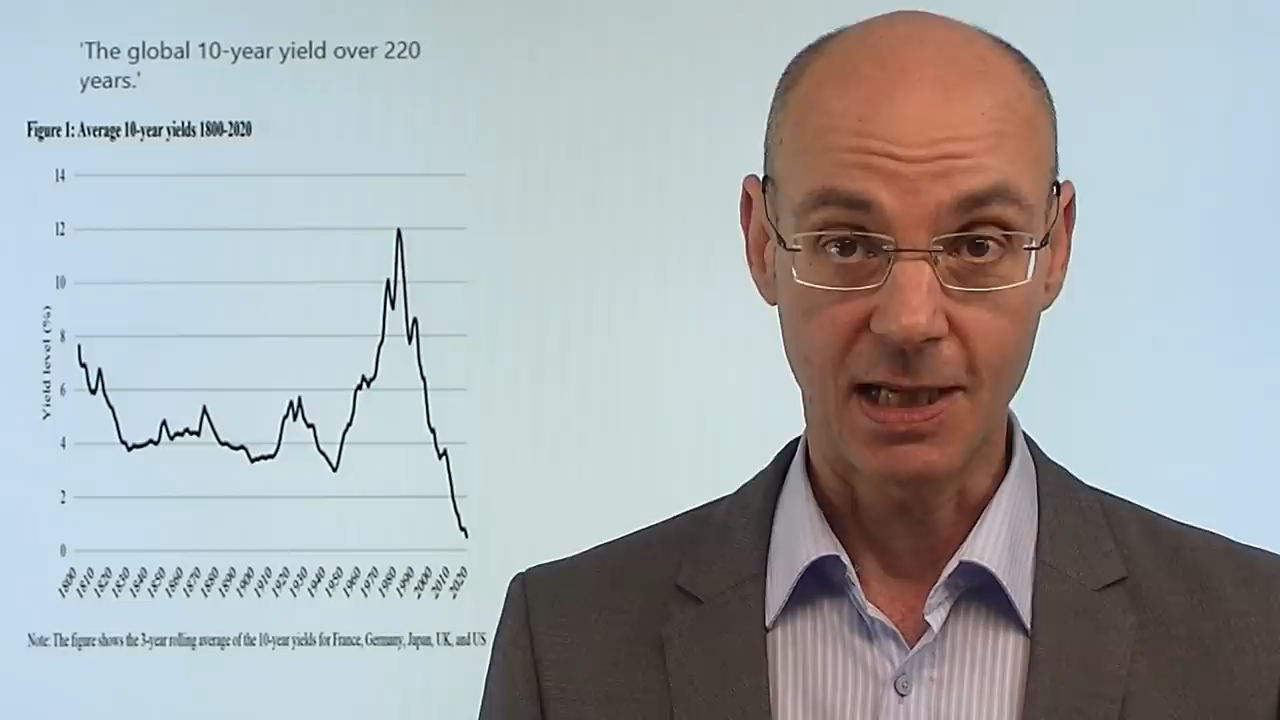 'The global 10-year yield over 220
years.'
Figure 1: Average 10-year yields 1800-2020
14
12
10
8
6
4
2
0
Yield level (%)
1800 1810 1820 1830 1840 1850 1860 1870 1880 1890 1900 1910 1920 1930 1940 1950 1960 1970 1980 1990 2000 2010 2020
Note: The figure shows the 3-year rolling average of the 10-year yields for France, Germany, Japan, UK, and US